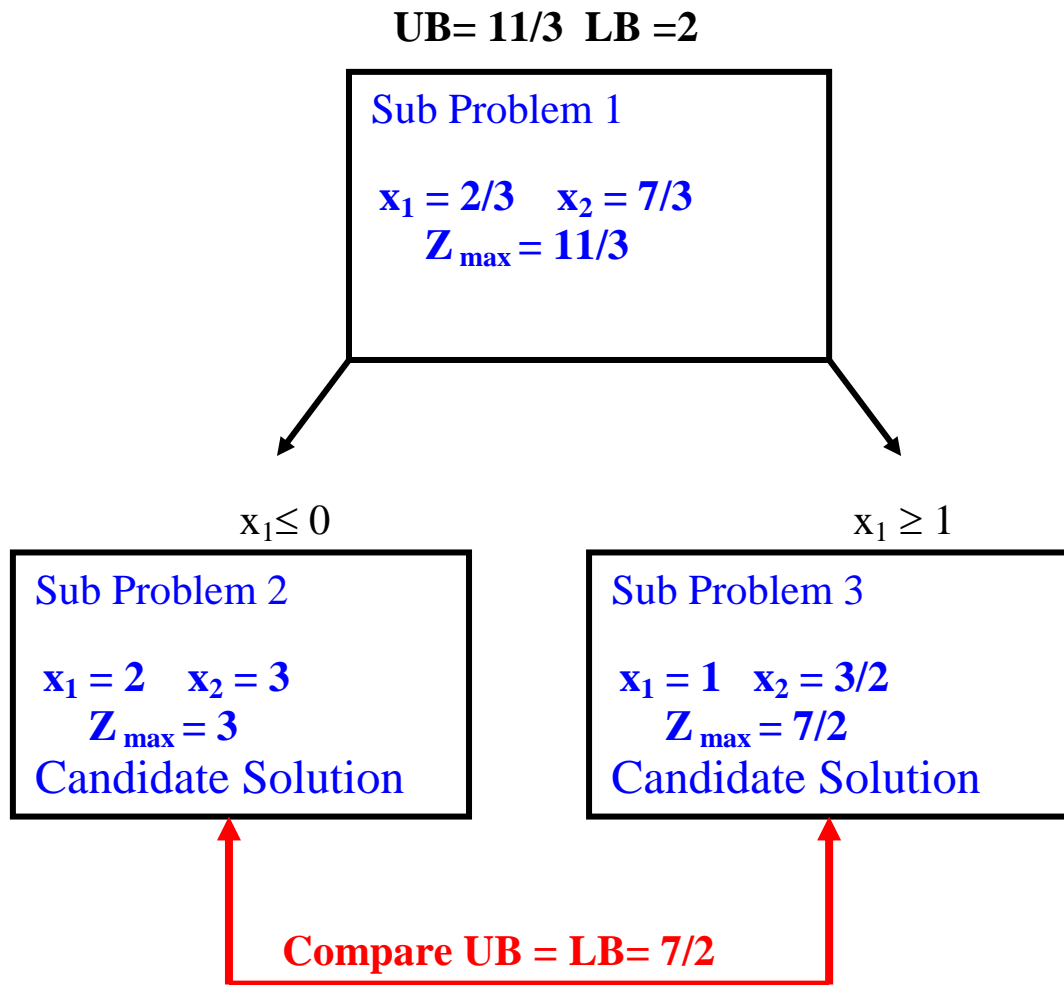 UB= 11/3 LB =2
Sub Problem 1
x₁ = 2/3 x₂ = 7/3
Z max = 11/3
x₁≤ 0
x₁ ≥ 1
Sub Problem 2
x₁ = 2 x₂ = 3
Z max = 3
Candidate Solution
Sub Problem 3
x₁ = 1 x₂ = 3/2
Z max = 7/2
Candidate Solution
Compare UB = LB= 7/2